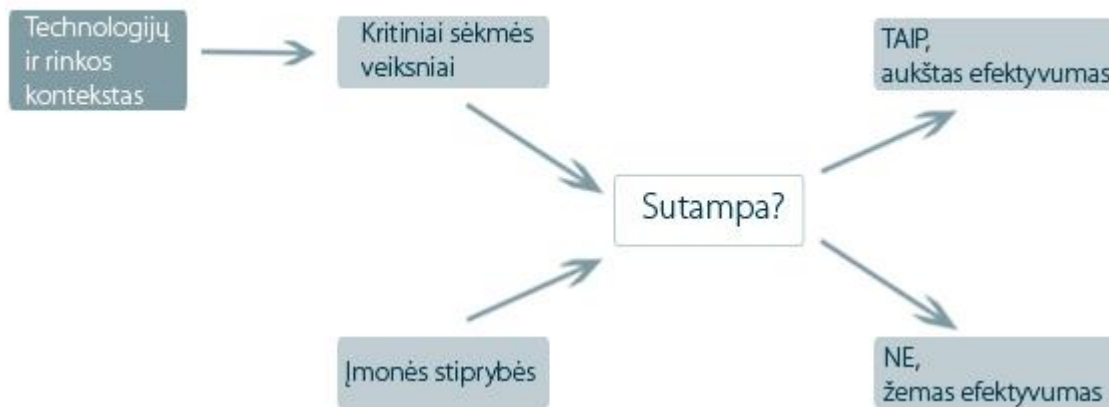 Technologijų
ir rinkos
kontekstas
Kritiniai sėkmės
veiksniai
TAIP,
aukštas efektyvumas
Sutampa?
Įmonės stiprybės
NE,
žemas efektyvumas